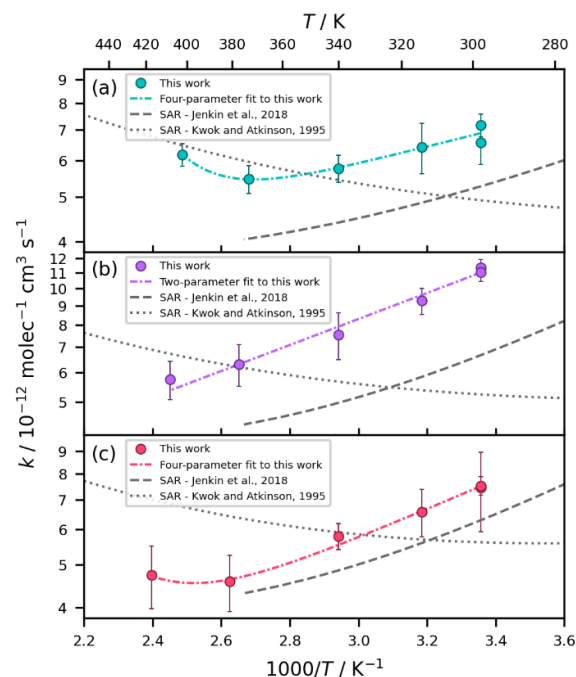 T / K
440 420 400 380 360 340 320 300 280
(a)
This work
Four-parameter fit to this work
SAR - Jenkin et al., 2018
SAR - Kwok and Atkinson, 1995
9
8
7
6
5
4
(b)
This work
Two-parameter fit to this work
SAR - Jenkin et al., 2018
SAR - Kwok and Atkinson, 1995
12
11
10
9
8
7
6
5
k / 10⁻¹² molec⁻¹ cm³ s⁻¹
(c)
This work
Four-parameter fit to this work
SAR - Jenkin et al., 2018
SAR - Kwok and Atkinson, 1995
9
8
7
6
5
4
2.2 2.4 2.6 2.8 3.0 3.2 3.4 3.6
1000/T / K⁻¹